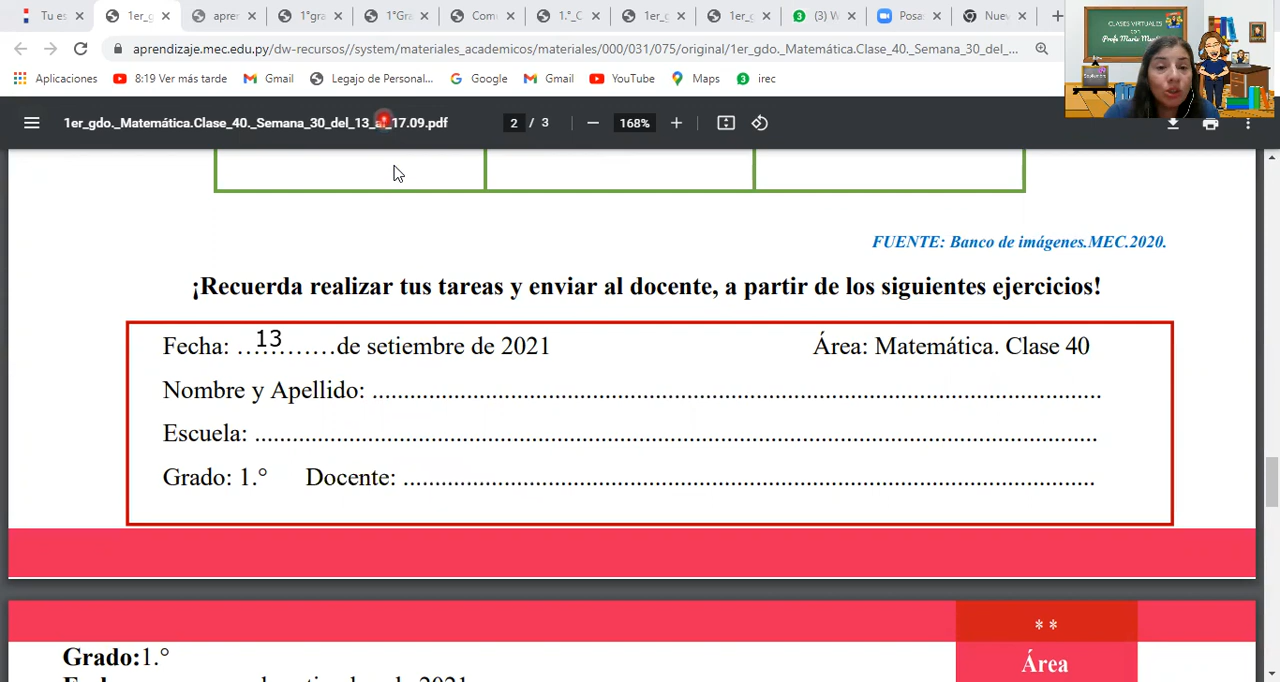 Tu es
1er_g
apre
1°gra
1°Gra
Com
1.°_C
1er_c
1er_c
(3) W
Posa
Nuev
aprendizaje.mec.edu.py/dw-recursos///system/materiales_academicos/materiales/000/031/075/original/1er_gdo._Matemática.Clase_40._Semana_30_del_...
Aplicaciones
8:19 Ver más tarde
Gmail
Legajo de Personal...
Google
Gmail
YouTube
Maps
irec
CLASES VIRTUALES
con
1er_gdo._Matemática.Clase_40._Semana_30_del_13_al_17.09.pdf
2 / 3
168%
FUENTE: Banco de imágenes.MEC.2020.
¡Recuerda realizar tus tareas y enviar al docente, a partir de los siguientes ejercicios!
Fecha: ....13.........de setiembre de 2021 Área: Matemática. Clase 40
Nombre y Apellido: ....................................................................................
Escuela: ....................................................................................
Grado: 1.° Docente: ....................................................................................
**
Grado:1.°
Área